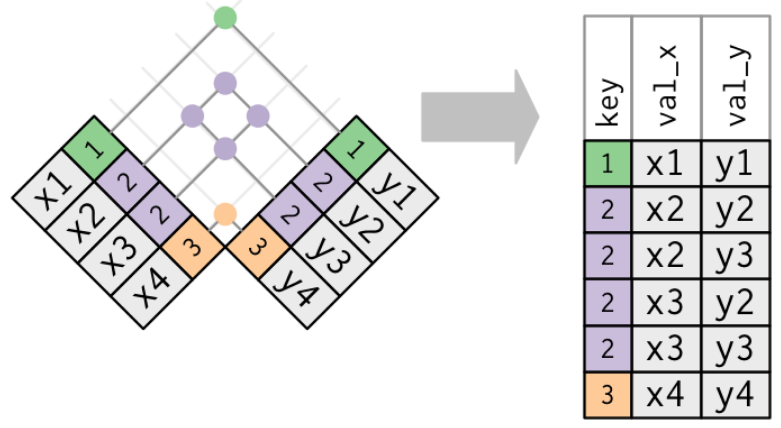 1 2 2 3
x1 x2 x3 x4
1 2 2 3
y1 y2 y3 y4
key val_x val_y
1 x1 y1
2 x2 y2
2 x2 y3
2 x3 y2
2 x3 y3
3 x4 y4